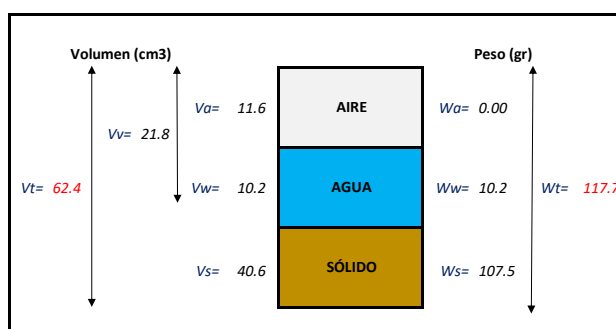 Volumen (cm3) Peso (gr)
Va= 11.6 AIRE Wa= 0.00
Vv= 21.8
Vt= 62.4 Vw= 10.2 AGUA Ww= 10.2 Wt= 117.7
Vs= 40.6 SÓLIDO Ws= 107.5